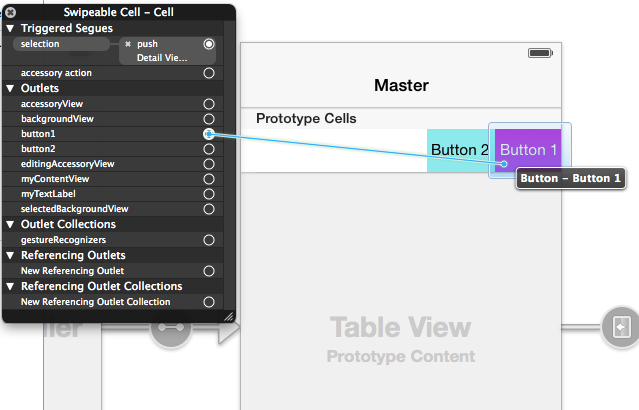 Swipeable Cell – Cell
Triggered Segues
selection
push
Detail Vie...
accessory action
Outlets
accessoryView
backgroundView
button1
button2
editingAccessoryView
myContentView
myTextLabel
selectedBackgroundView
Outlet Collections
gestureRecognizers
Referencing Outlets
New Referencing Outlet
Referencing Outlet Collections
New Referencing Outlet Collection
Master
Prototype Cells
Button 2
Button 1
Button – Button 1
Table View
Prototype Content